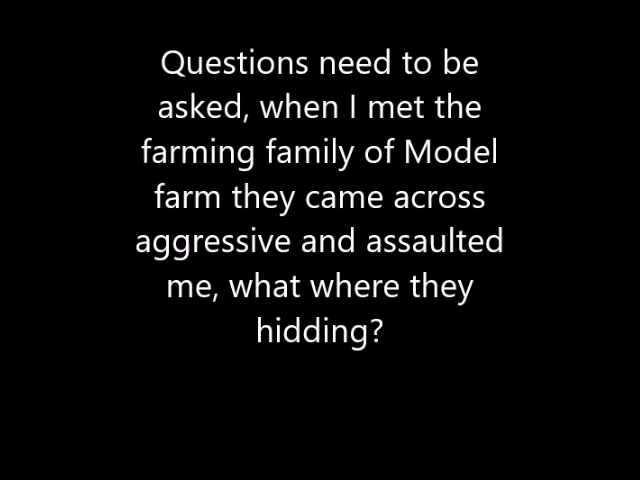 Questions need to be
asked, when I met the
farming family of Model
farm they came across
aggressive and assaulted
me, what where they
hidding?